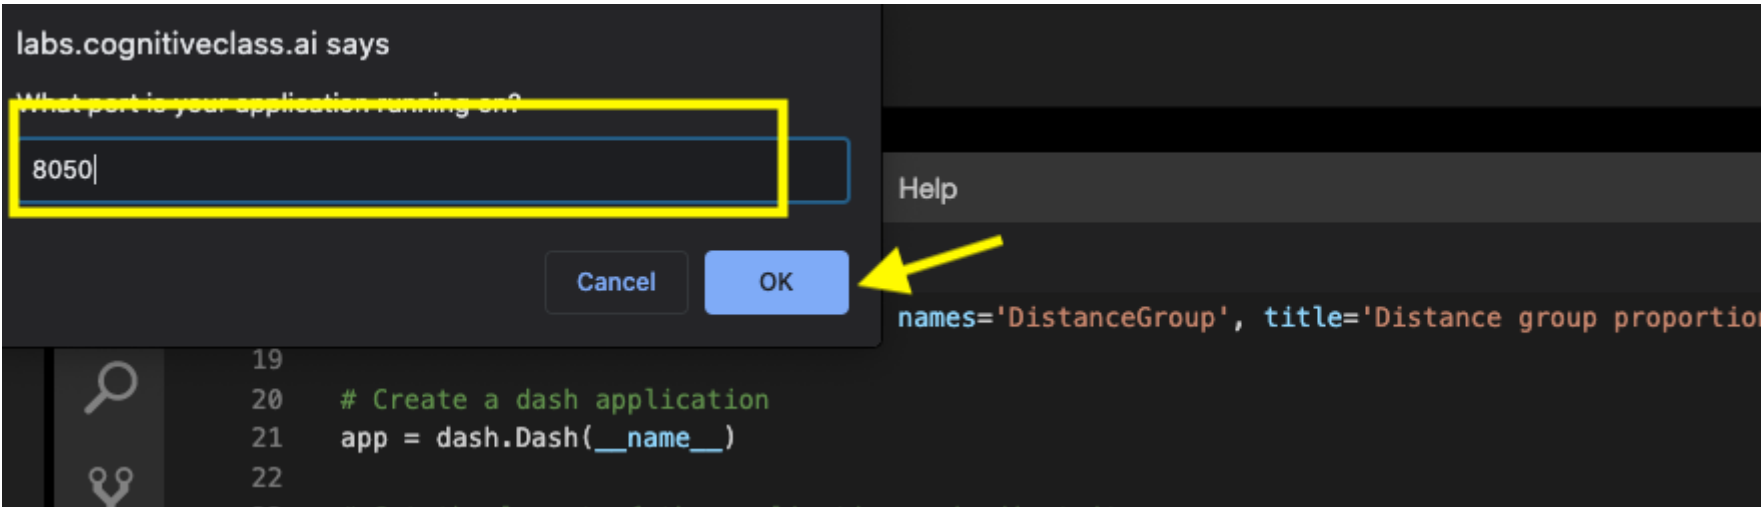 labs.cognitiveclass.ai says
What port is your application running on?
8050
Cancel
OK
Help
names='DistanceGroup', title='Distance group proportion
19
20 # Create a dash application
21 app = dash.Dash(__name__)
22